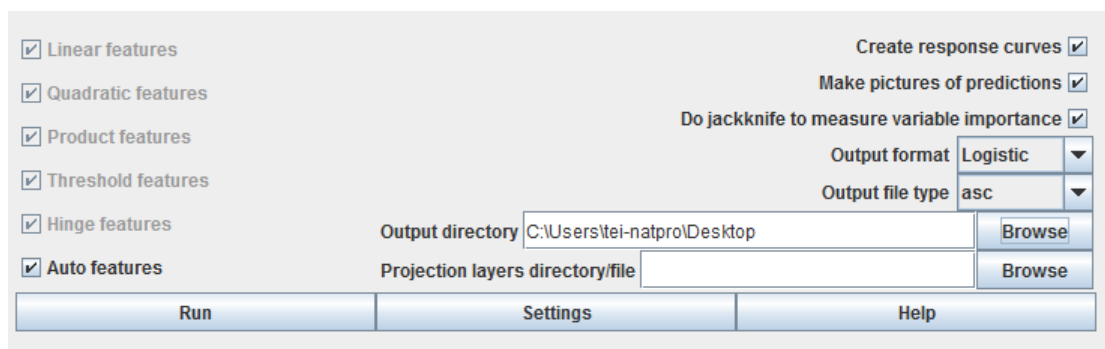 Linear features
Create response curves
Quadratic features
Make pictures of predictions
Product features
Do jackknife to measure variable importance
Output format Logistic
Threshold features
Output file type asc
Hinge features
Output directory C:\Users\tei-natpro\Desktop Browse
Auto features
Projection layers directory/file Browse
Run Settings Help